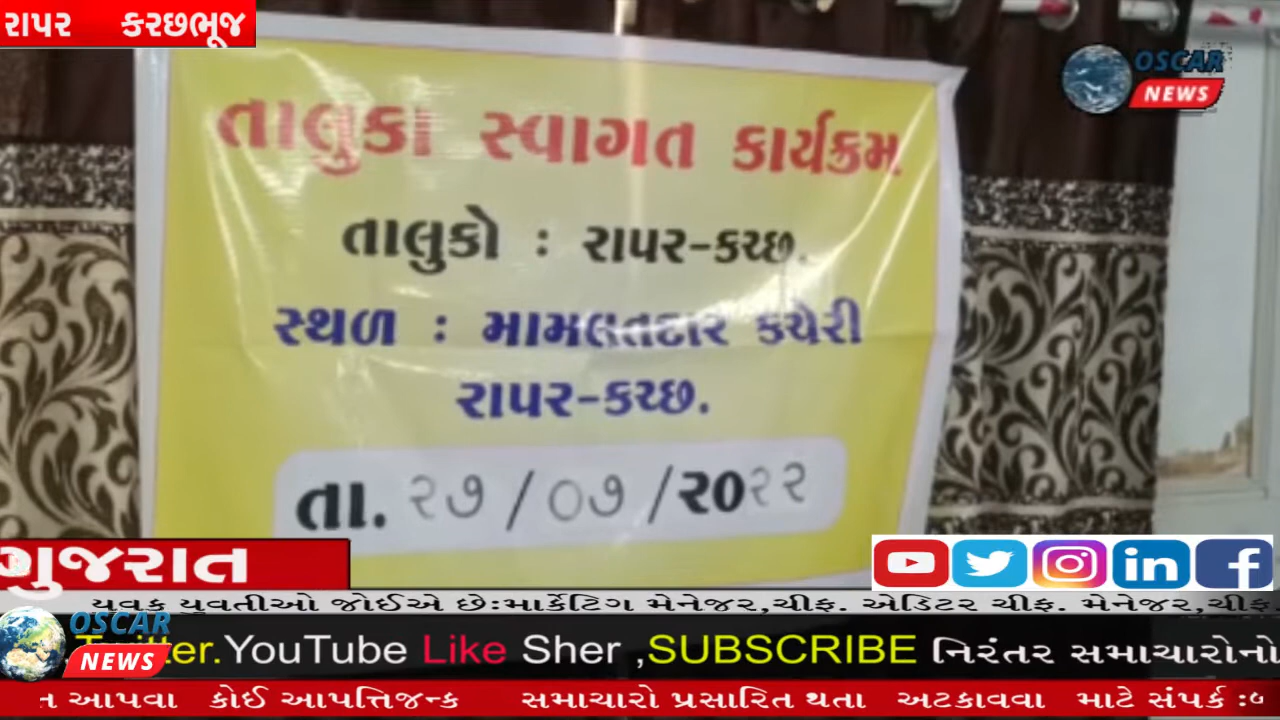 રાપર કરછભૂજ
OSCAR
NEWS
તાલુકા સ્વાગત કાર્યક્રમ
તાલુકો : રાપર-કચ્છ.
સ્થળ : મામલતદાર કચેરી
રાપર-કચ્છ.
તા. ૨૭/૦૭/૨૦૨૨
ગુજરાત
યુવક યુવતીઓ જોઈએ છેઃમાર્કેટિગ મેનેજર,ચીફ. એડિટર ચીફ. મેનેજર,ચીફ
OSCAR
NEWS
.Twitter.YouTube Like Sher ,SUBSCRIBE નિરંતર સમાચારોનો
ત આપવા કોઈ આપત્તિજન્ક સમાચારો પ્રસારિત થતા અટકાવવા માટે સંપર્ક :